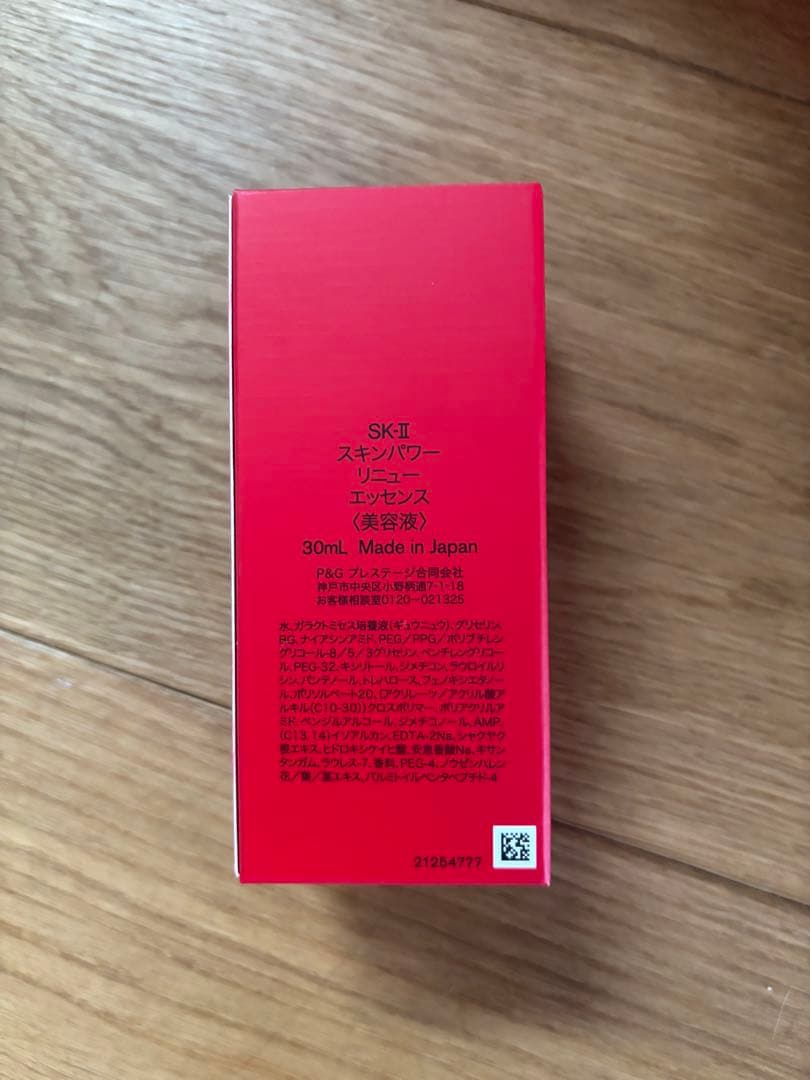 SK-Ⅱ
スキンパワー
リニュー
エッセンス
〈美容液〉
30mL Made in Japan
P&G プレステージ合同会社
神戸市中央区小野柄通7-1-18
お客様相談室0120-021325
水、ガラクトミセス培養液(ギュウニュウ)、グリセリン、
BG、ナイアシンアミド、PEG/PPG/ポリブチレン
グリコール-8/5/3グリセリン、ペンチレングリコー
ル、PEG-32、キシリトール、ジメチコン、ラウロイルリ
シン、パンテノール、トレハロース、フェノキシエタノー
ル、ポリソルベート20、(アクリレーツ/アクリル酸ア
ルキル(C10-30))クロスポリマー、ポリアクリルア
ミド、ベンジルアルコール、ジメチコノール、AMP、
(C13,14)イソアルカン、EDTA-2Na、シャクヤク
根エキス、ヒドロキシケイヒ酸、安息香酸Na、キサン
タンガム、ラウレス-7、香料、PEG-4、ノウゼンハレン
花/葉/茎エキス、パルミトイルペンタペプチド-4
21254777